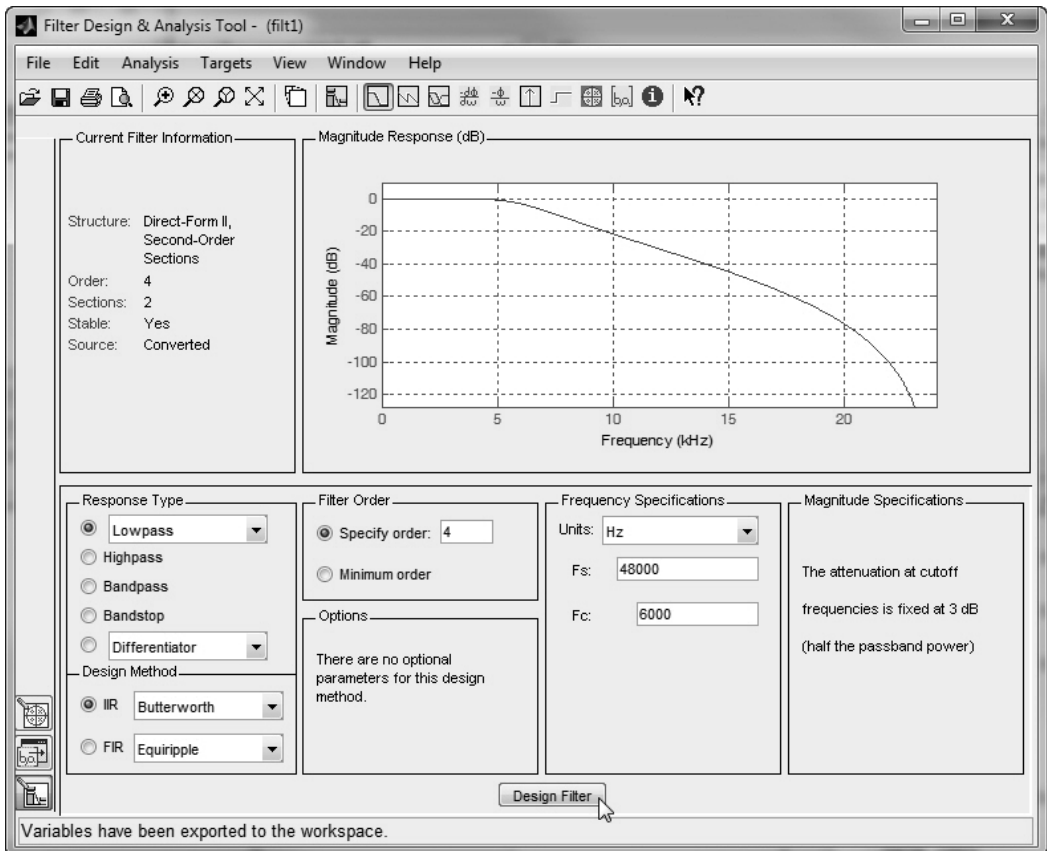 Filter Design & Analysis Tool - (filt1)
File Edit Analysis Targets View Window Help
Current Filter Information
Structure: Direct-Form II,
Second-Order
Sections
Order: 4
Sections: 2
Stable: Yes
Source: Converted
Magnitude Response (dB)
Magnitude (dB)
0
-20
-40
-60
-80
-100
-120
0 5 10 15 20
Frequency (kHz)
Response Type
Lowpass
Highpass
Bandpass
Bandstop
Differentiator
Design Method
IIR Butterworth
FIR Equiripple
Filter Order
Specify order: 4
Minimum order
Options
There are no optional
parameters for this design
method.
Frequency Specifications
Units: Hz
Fs: 48000
Fc: 6000
Magnitude Specifications
The attenuation at cutoff
frequencies is fixed at 3 dB
(half the passband power)
Design Filter
Variables have been exported to the workspace.